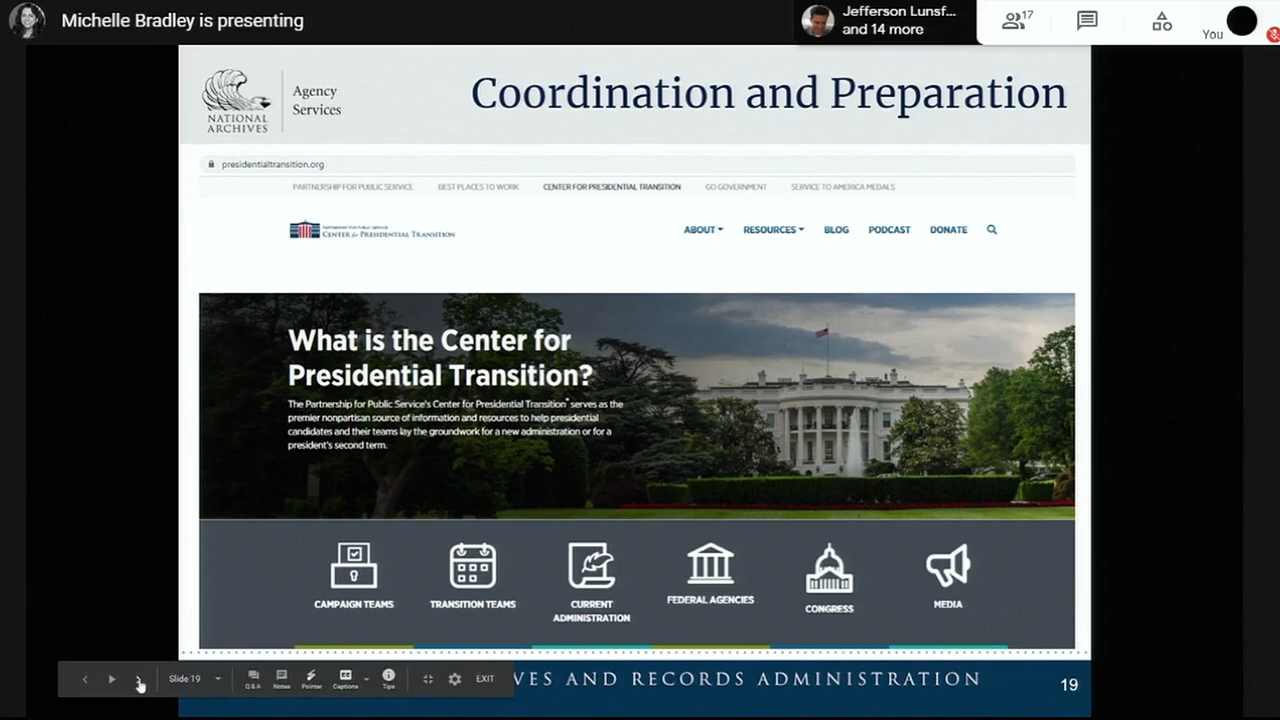 Michelle Bradley is presenting
Jefferson Lunsf...
and 14 more
17
You
NATIONAL
ARCHIVES
Agency
Services
Coordination and Preparation
presidentialtransition.org
PARTNERSHIP FOR PUBLIC SERVICE BEST PLACES TO WORK CENTER FOR PRESIDENTIAL TRANSITION GO GOVERNMENT SERVICE TO AMERICA MEDALS
PARTNERSHIP FOR PUBLIC SERVICE
CENTER for PRESIDENTIAL TRANSITION
ABOUT RESOURCES BLOG PODCAST DONATE
What is the Center for
Presidential Transition?
The Partnership for Public Service's Center for Presidential Transition® serves as the
premier nonpartisan source of information and resources to help presidential
candidates and their teams lay the groundwork for a new administration or for a
president's second term.
CAMPAIGN TEAMS
TRANSITION TEAMS
CURRENT
ADMINISTRATION
FEDERAL AGENCIES
CONGRESS
MEDIA
Slide 19 Q&A Notes Pointer Captions Tips EXIT
VES AND RECORDS ADMINISTRATION
19